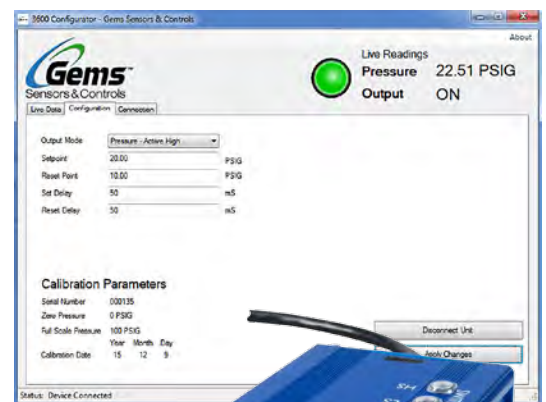 3600 Configurator - Gems Sensors & Controls
About
Gems™
Sensors & Controls
Live Readings
Pressure 22.51 PSIG
Output ON
Live Data Configuration Connection
Output Mode Pressure - Active High
Setpoint 20.00 PSIG
Reset Point 10.00 PSIG
Set Delay 50 mS
Reset Delay 50 mS
Calibration Parameters
Serial Number 000135
Zero Pressure 0 PSIG
Full Scale Pressure 100 PSIG
Year Month Day
Calibration Date 15 12 9
Disconnect Unit
Apply Changes
Status: Device Connected